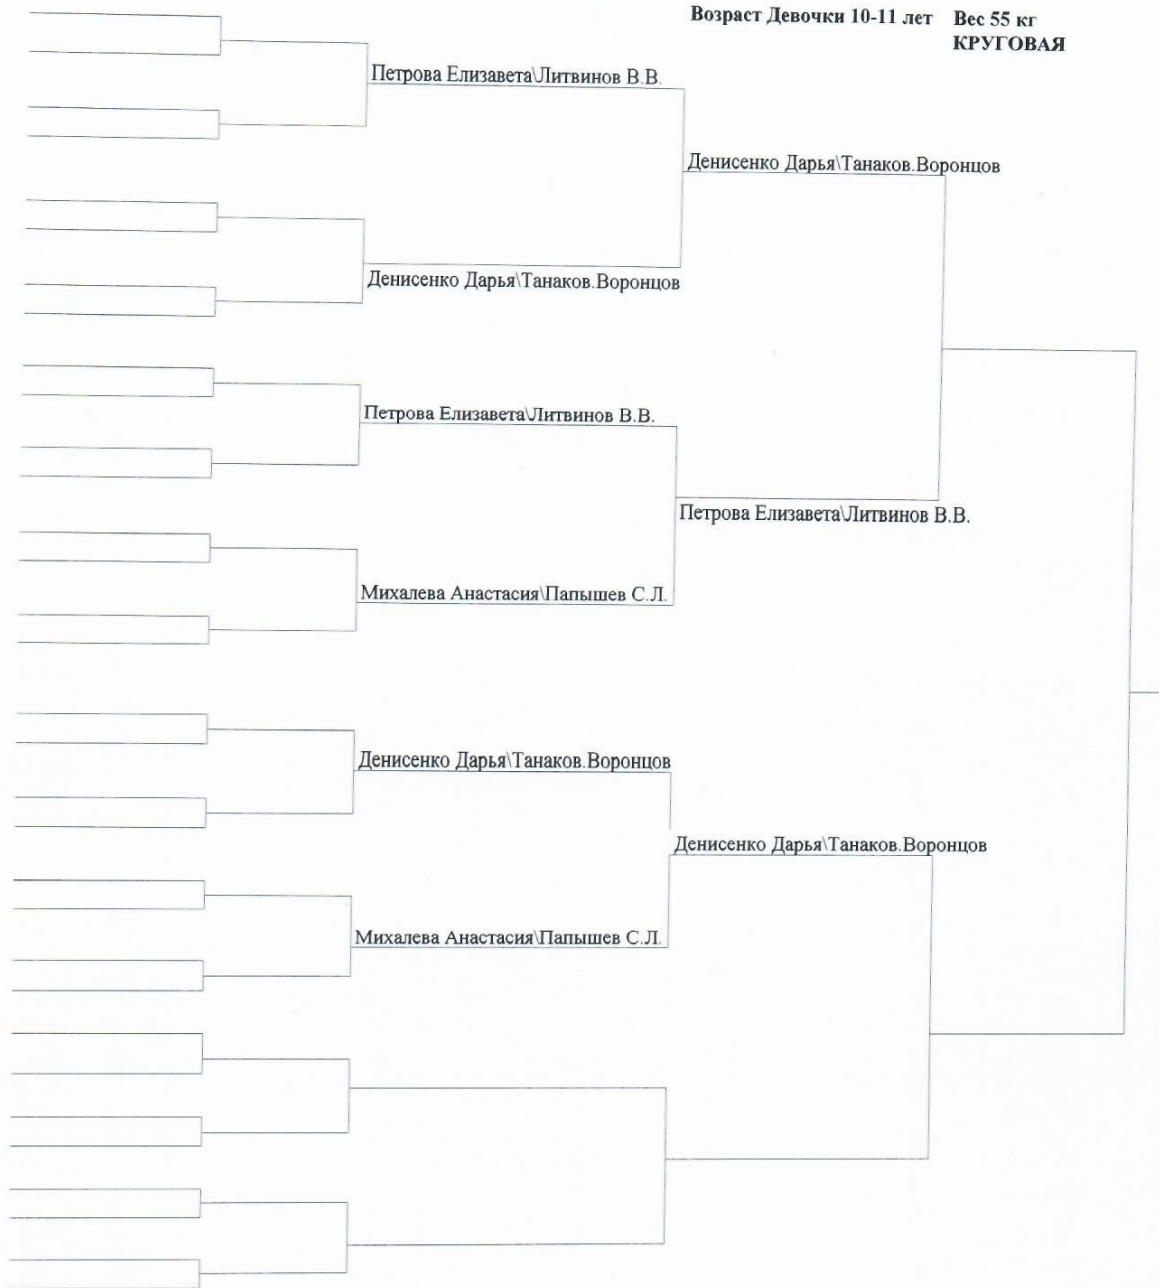 Возраст Девочки 10-11 лет Вес 55 кг
КРУГОВАЯ
Петрова Елизавета\Литвинов В.В.
Денисенко Дарья\Танаков.Воронцов
Денисенко Дарья\Танаков.Воронцов
Петрова Елизавета\Литвинов В.В.
Петрова Елизавета\Литвинов В.В.
Михалева Анастасия\Папышев С.Л.
Денисенко Дарья\Танаков.Воронцов
Денисенко Дарья\Танаков.Воронцов
Михалева Анастасия\Папышев С.Л.